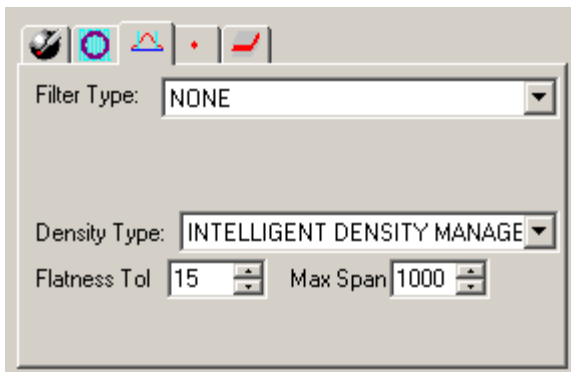 Filter Type: NONE
Density Type: INTELLIGENT DENSITY MANAGE
Flatness Tol 15 Max Span 1000